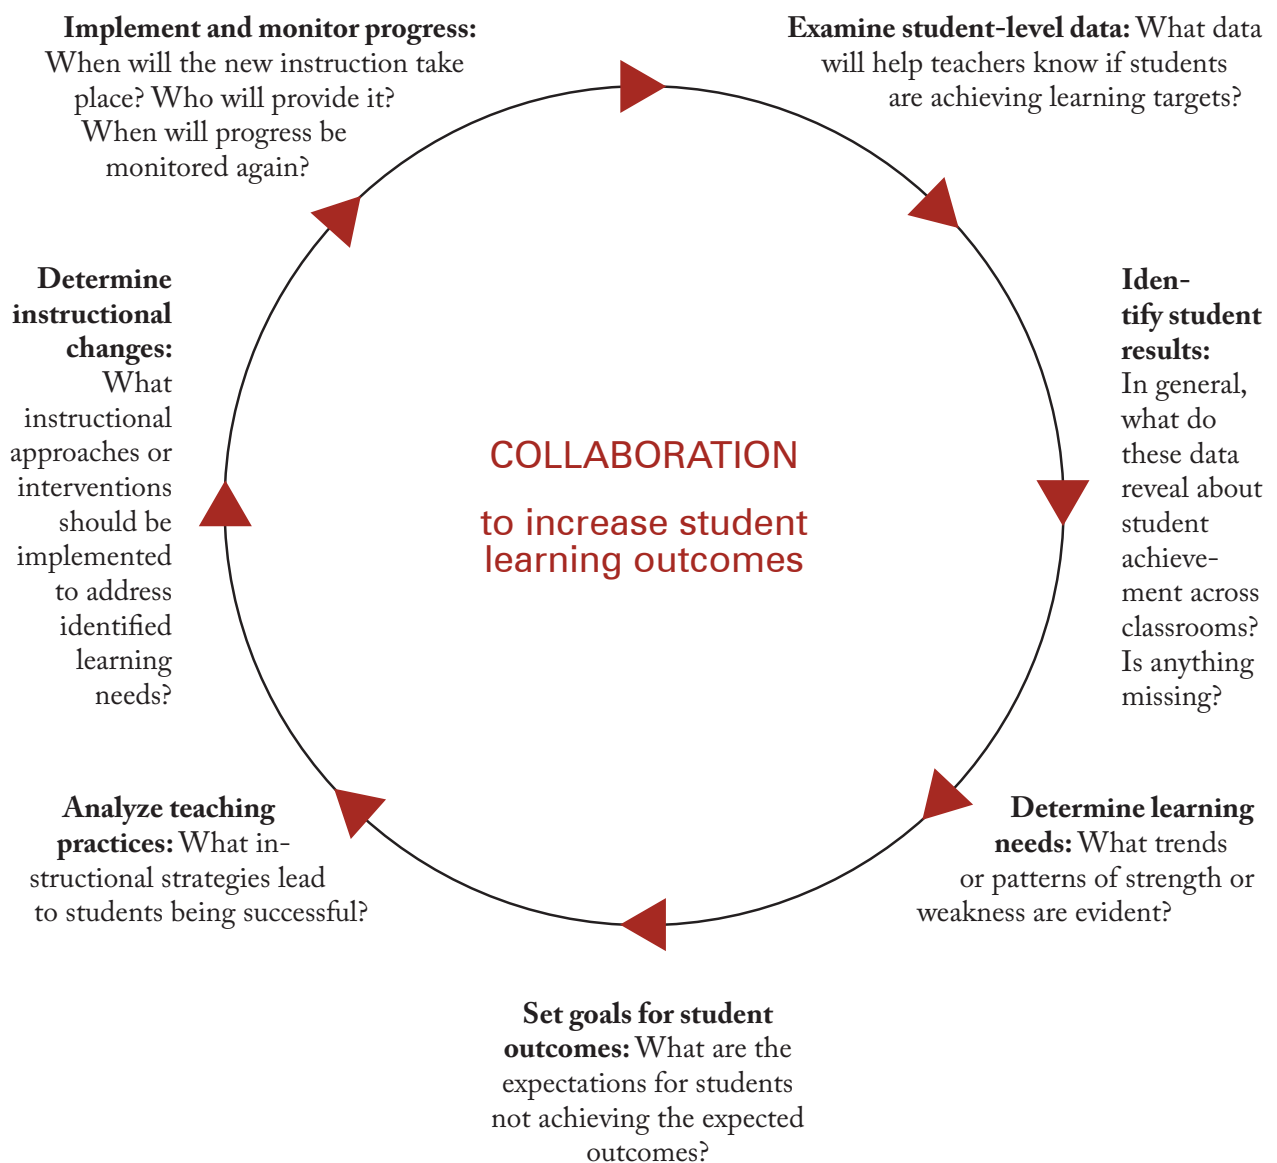 Implement and monitor progress:
When will the new instruction take
place? Who will provide it?
When will progress be
monitored again?
Examine student-level data: What data
will help teachers know if students
are achieving learning targets?
Iden-
tify student
results:
In general,
what do
these data
reveal about
student
achieve-
ment across
classrooms?
Is anything
missing?
Determine learning
needs: What trends
or patterns of strength or
weakness are evident?
Set goals for student
outcomes: What are the
expectations for students
not achieving the expected
outcomes?
Analyze teaching
practices: What in-
structional strategies lead
to students being successful?
Determine
instructional
changes:
What
instructional
approaches or
interventions
should be
implemented
to address
identified
learning
needs?
COLLABORATION
to increase student
learning outcomes